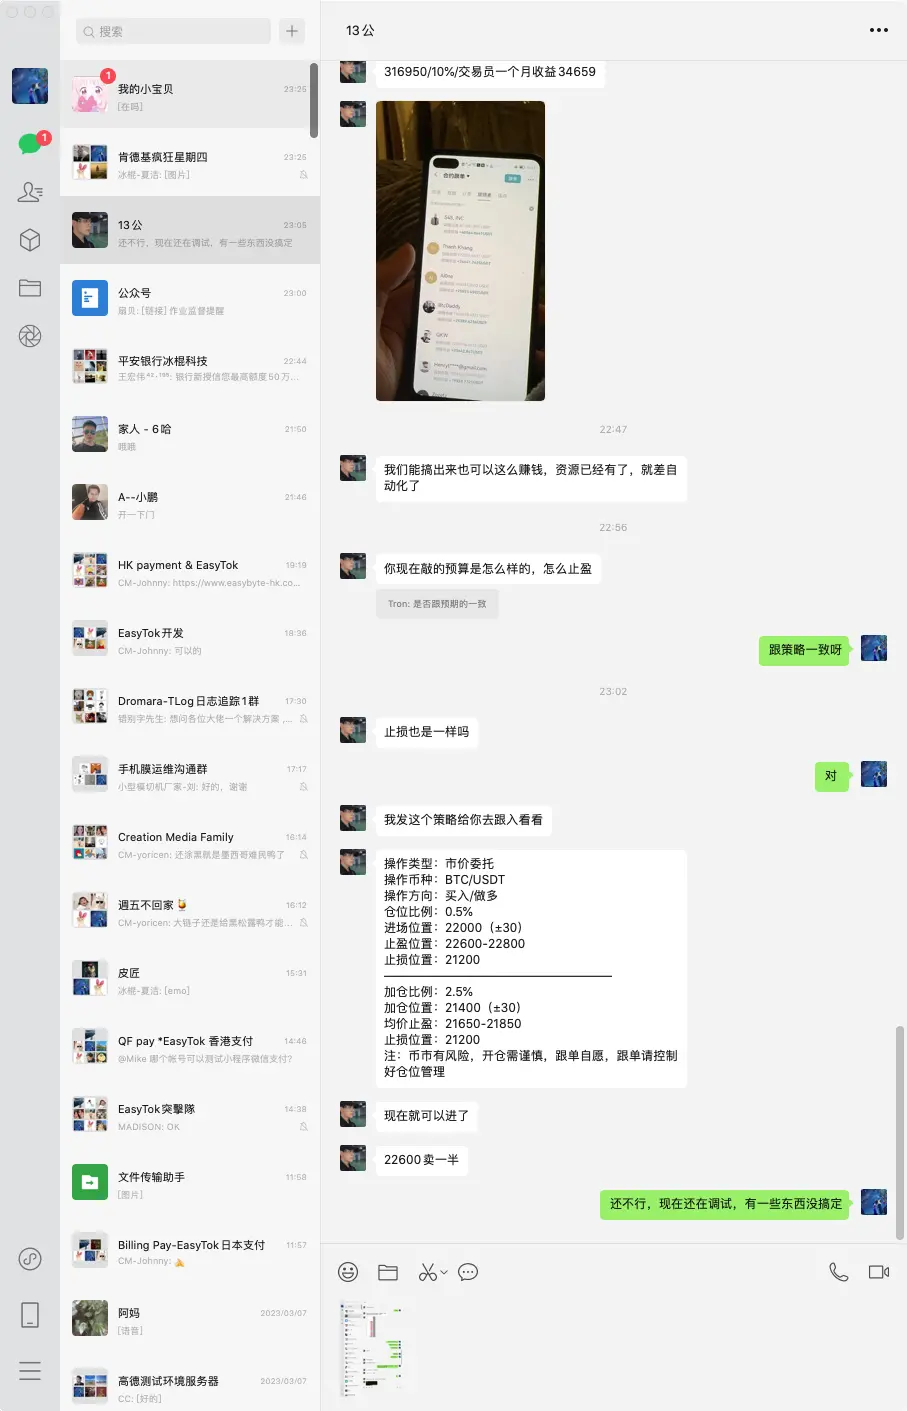 搜索
13公
1
1
我的小宝贝
23:25
[在吗]
肯德基疯狂星期四
23:25
冰棍-夏洁: [图片]
13公
23:05
还不行，现在还在调试，有一些东西没搞定
公众号
23:00
扇贝: [链接] 作业监督提醒
平安银行冰棍科技
22:44
王宏伟⁴²·¹⁹⁵: 银行新授信您最高额度50万...
家人 - 6哈
21:50
哦哦
A--小鹏
21:46
开一下门
HK payment & EasyTok
19:19
CM-Johnny: https://www.easybyte-hk.co...
EasyTok开发
18:36
CM-Johnny: 可以的
Dromara-TLog日志追踪1群
17:30
错别字先生: 想问各位大佬一个解决方案 ,...
手机膜运维沟通群
17:17
小型模切机厂家-刘: 好的，谢谢
Creation Media Family
16:14
CM-yoricen: 还涂黑就是墨西哥难民鸭了
週五不回家
16:12
CM-yoricen: 大链子还是給黑松露鸭才能...
皮匠
15:31
冰棍-夏洁: [emo]
QF pay *EasyTok 香港支付
14:46
@Mike 哪个帐号可以测试小程序微信支付?
EasyTok突擊隊
14:38
MADISON: OK
文件传输助手
11:58
[图片]
Billing Pay-EasyTok日本支付
11:57
CM-Johnny:
阿妈
2023/03/07
[语音]
高德测试环境服务器
2023/03/07
CC: [好的]
316950/10%/交易员一个月收益34659
合约跟单
Thanh Khang
Aline
22:47
我们能搞出来也可以这么赚钱，资源已经有了，就差自
动化了
22:56
你现在敲的预算是怎么样的，怎么止盈
Tron: 是否跟预期的一致
跟策略一致呀
23:02
止损也是一样吗
对
我发这个策略给你去跟入看看
操作类型：市价委托
操作币种：BTC/USDT
操作方向：买入/做多
仓位比例：0.5%
进场位置：22000（±30）
止盈位置：22600-22800
止损位置：21200
————————————————
加仓比例：2.5%
加仓位置：21400（±30）
均价止盈：21650-21850
止损位置：21200
注：币市有风险，开仓需谨慎，跟单自愿，跟单请控制
好仓位管理
现在就可以进了
22600卖一半
还不行，现在还在调试，有一些东西没搞定